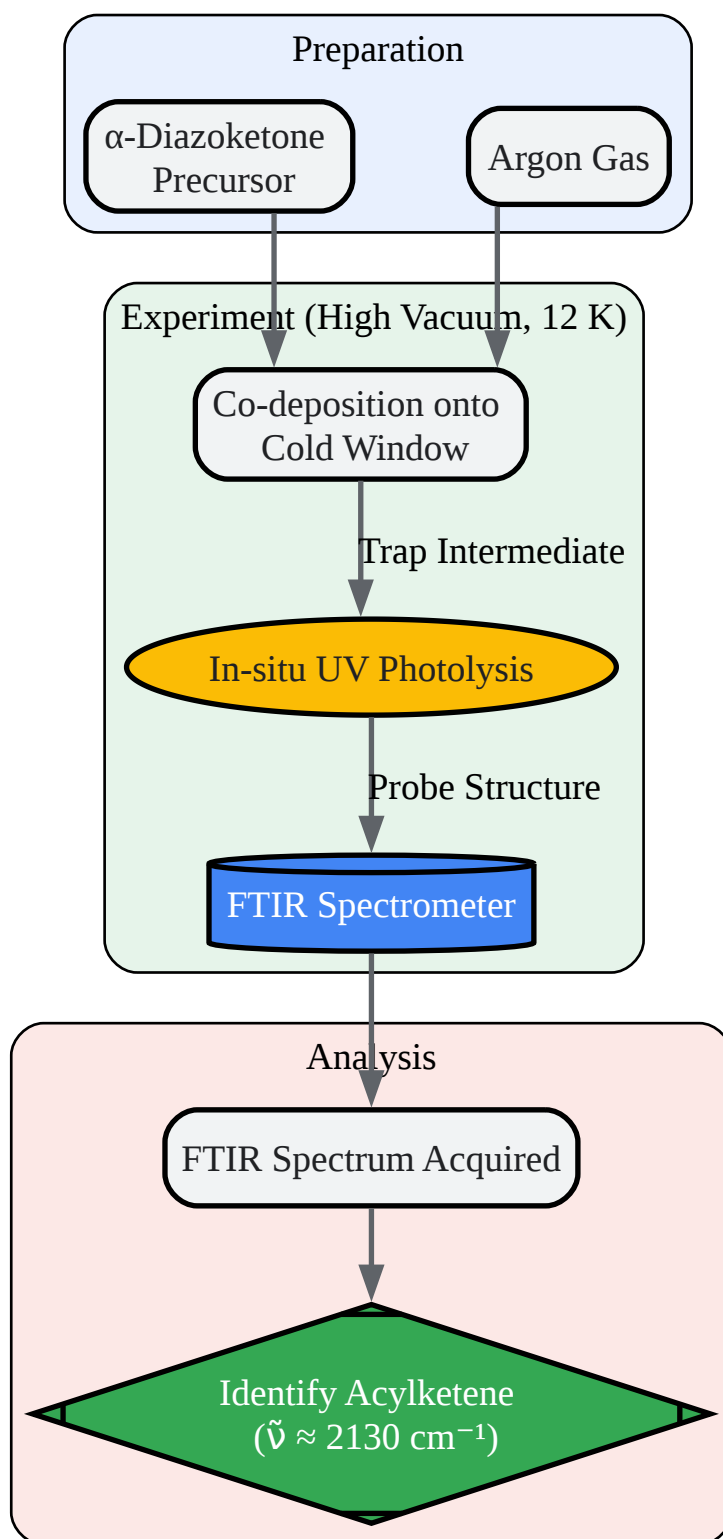 Preparation
α-Diazoketone
Precursor
Argon Gas
Experiment (High Vacuum, 12 K)
Co-deposition onto
Cold Window
Trap Intermediate
In-situ UV Photolysis
Probe Structure
FTIR Spectrometer
Analysis
FTIR Spectrum Acquired
Identify Acylketene
(ṽ ≈ 2130 cm⁻¹)